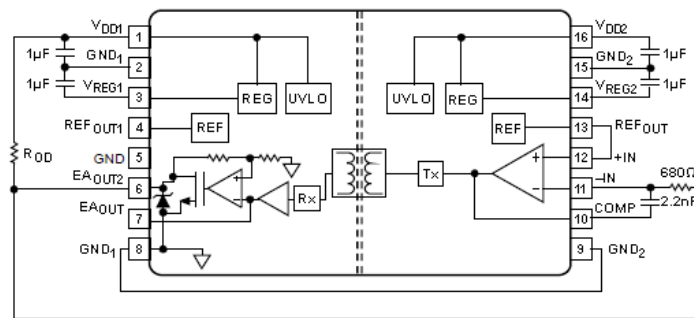 VDD1
1
1µF
GND1
2
1µF
VREG1
3
REG
UVLO
REFOUT1
4
REF
ROD
GND
5
EAOUT2
6
EAOUT
7
Rx
GND1
8
16
VDD2
1µF
15
GND2
1µF
14
VREG2
UVLO
REG
REF
13
REFOUT
12
+IN
Tx
+
−
11
−IN
680Ω
2.2nF
10
COMP
9
GND2